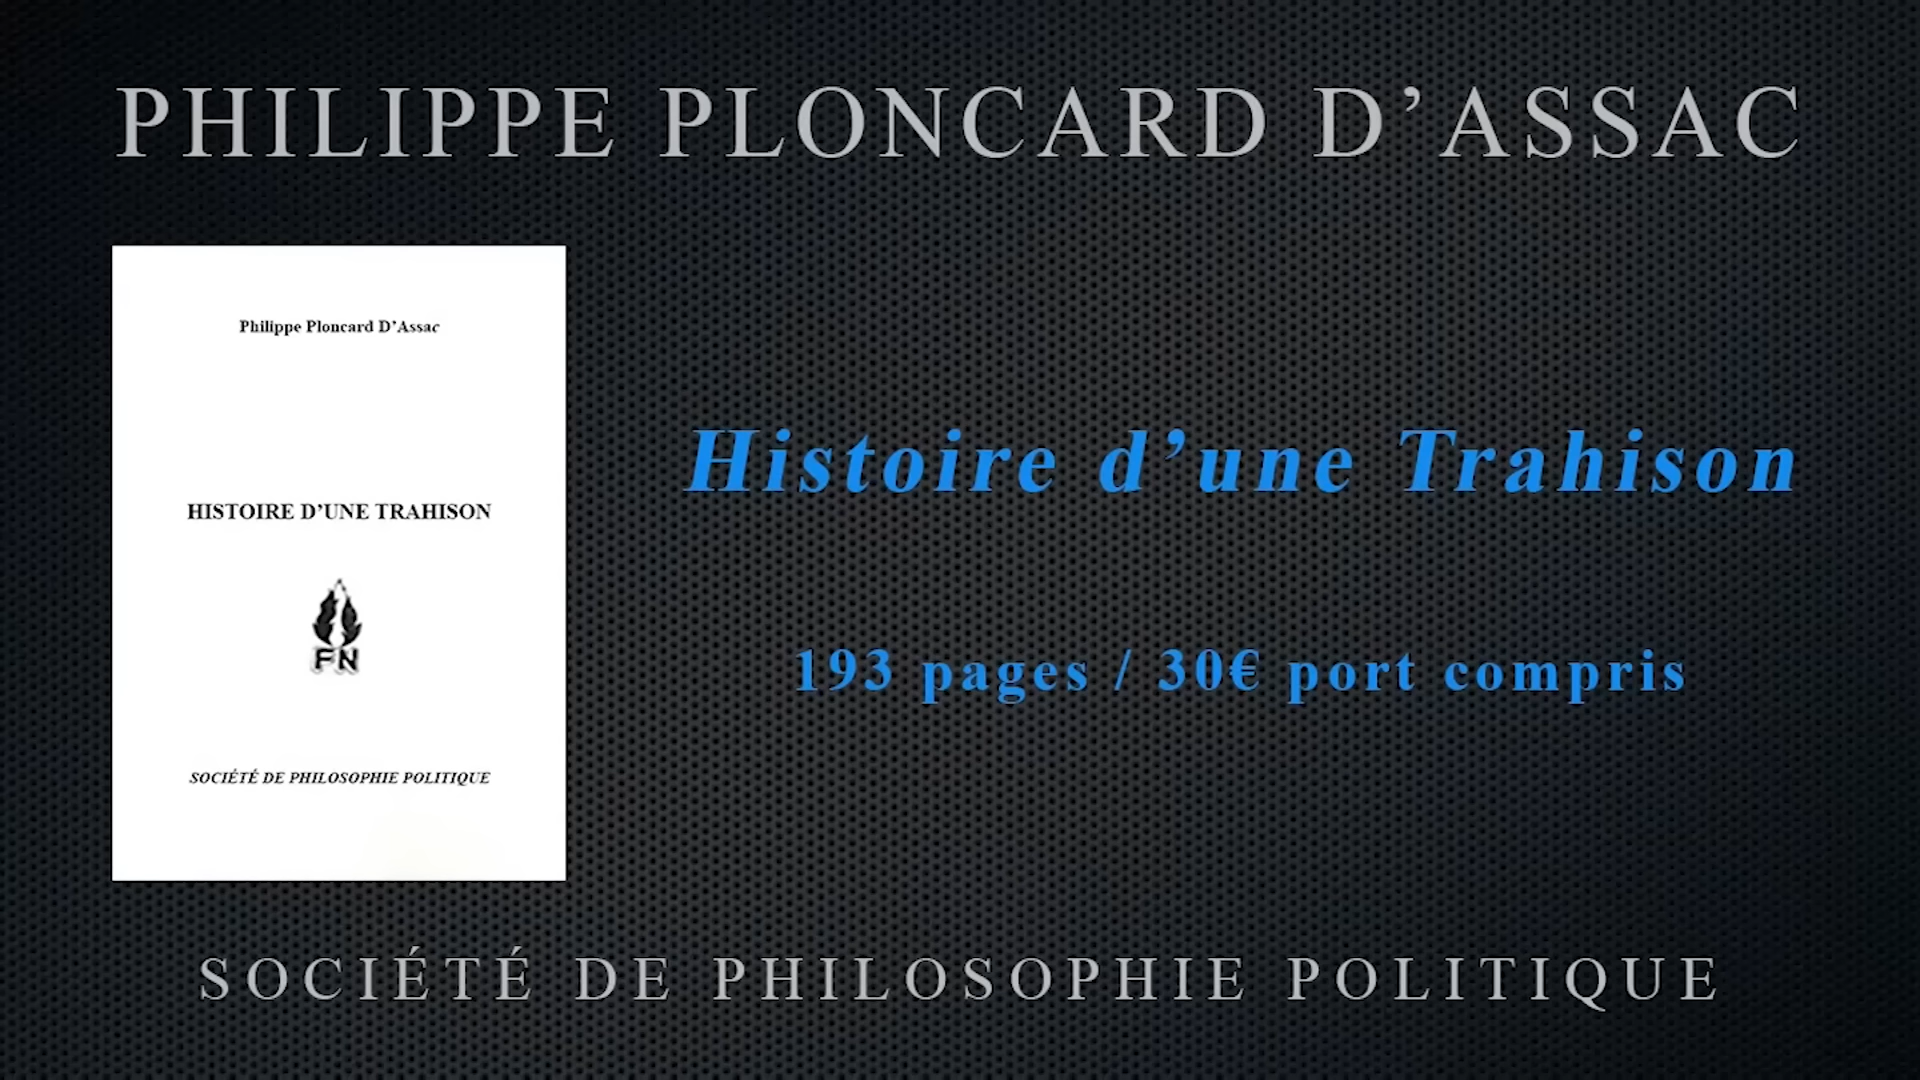 PHILIPPE PLONCARD D’ASSAC
Philippe Ploncard D’Assac
HISTOIRE D’UNE TRAHISON
FN
SOCIÉTÉ DE PHILOSOPHIE POLITIQUE
Histoire d’une Trahison
193 pages / 30€ port compris
SOCIÉTÉ DE PHILOSOPHIE POLITIQUE